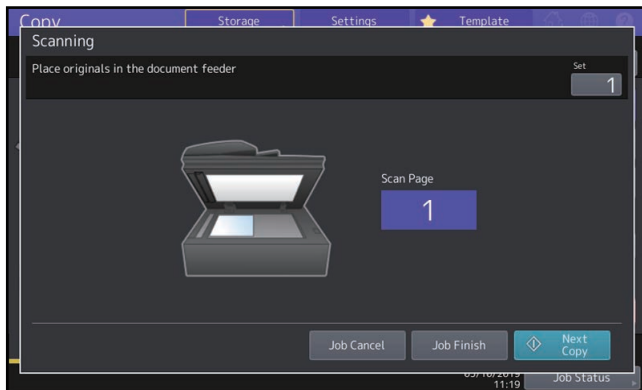 Copy
Storage
Settings
Template
Scanning
Place originals in the document feeder
Set
1
Scan Page
1
Job Cancel
Job Finish
Next
Copy
11:19
Job Status